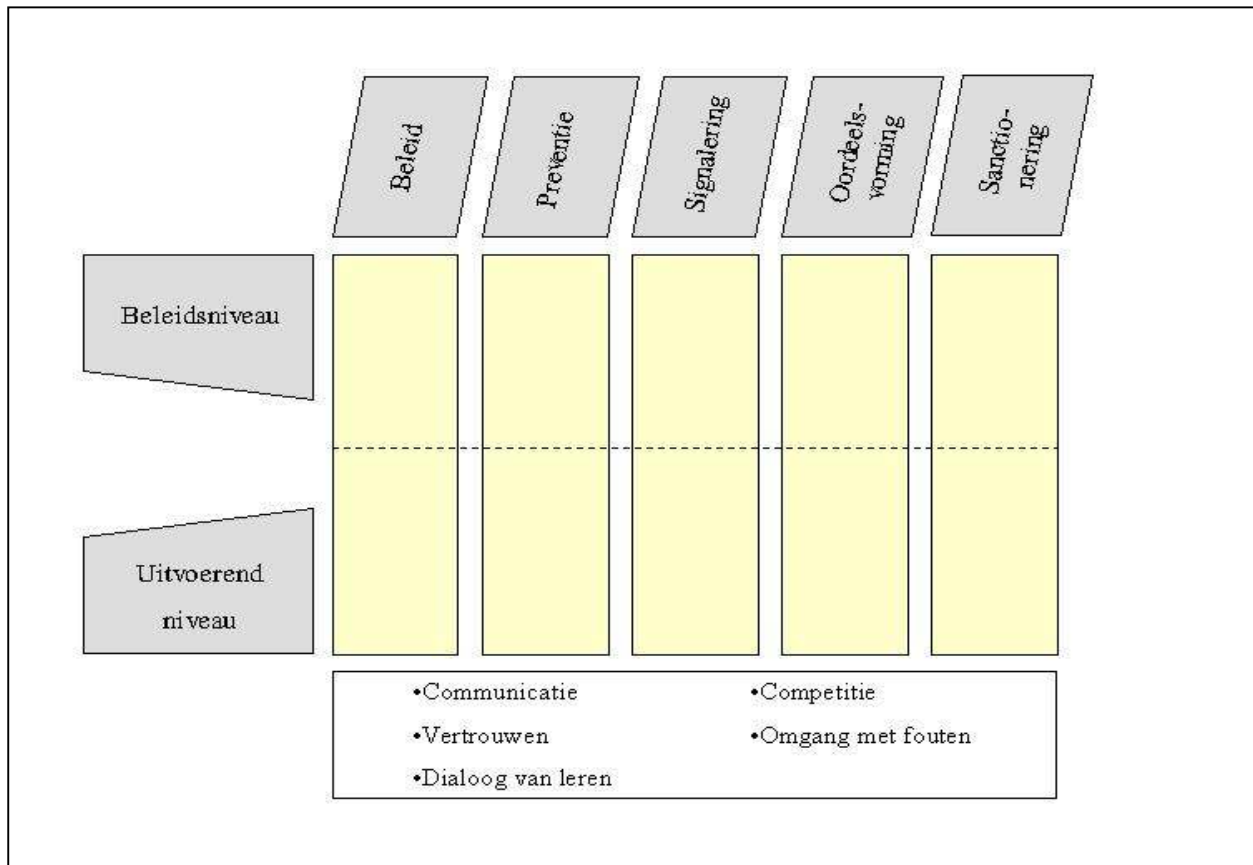 Beleid
Preventie
Signalering
Oordeels-
vorming
Sanctio-
nering
Beleidsniveau
Uitvoerend
niveau
•Communicatie
•Vertrouwen
•Dialoog van leren
•Competitie
•Omgang met fouten